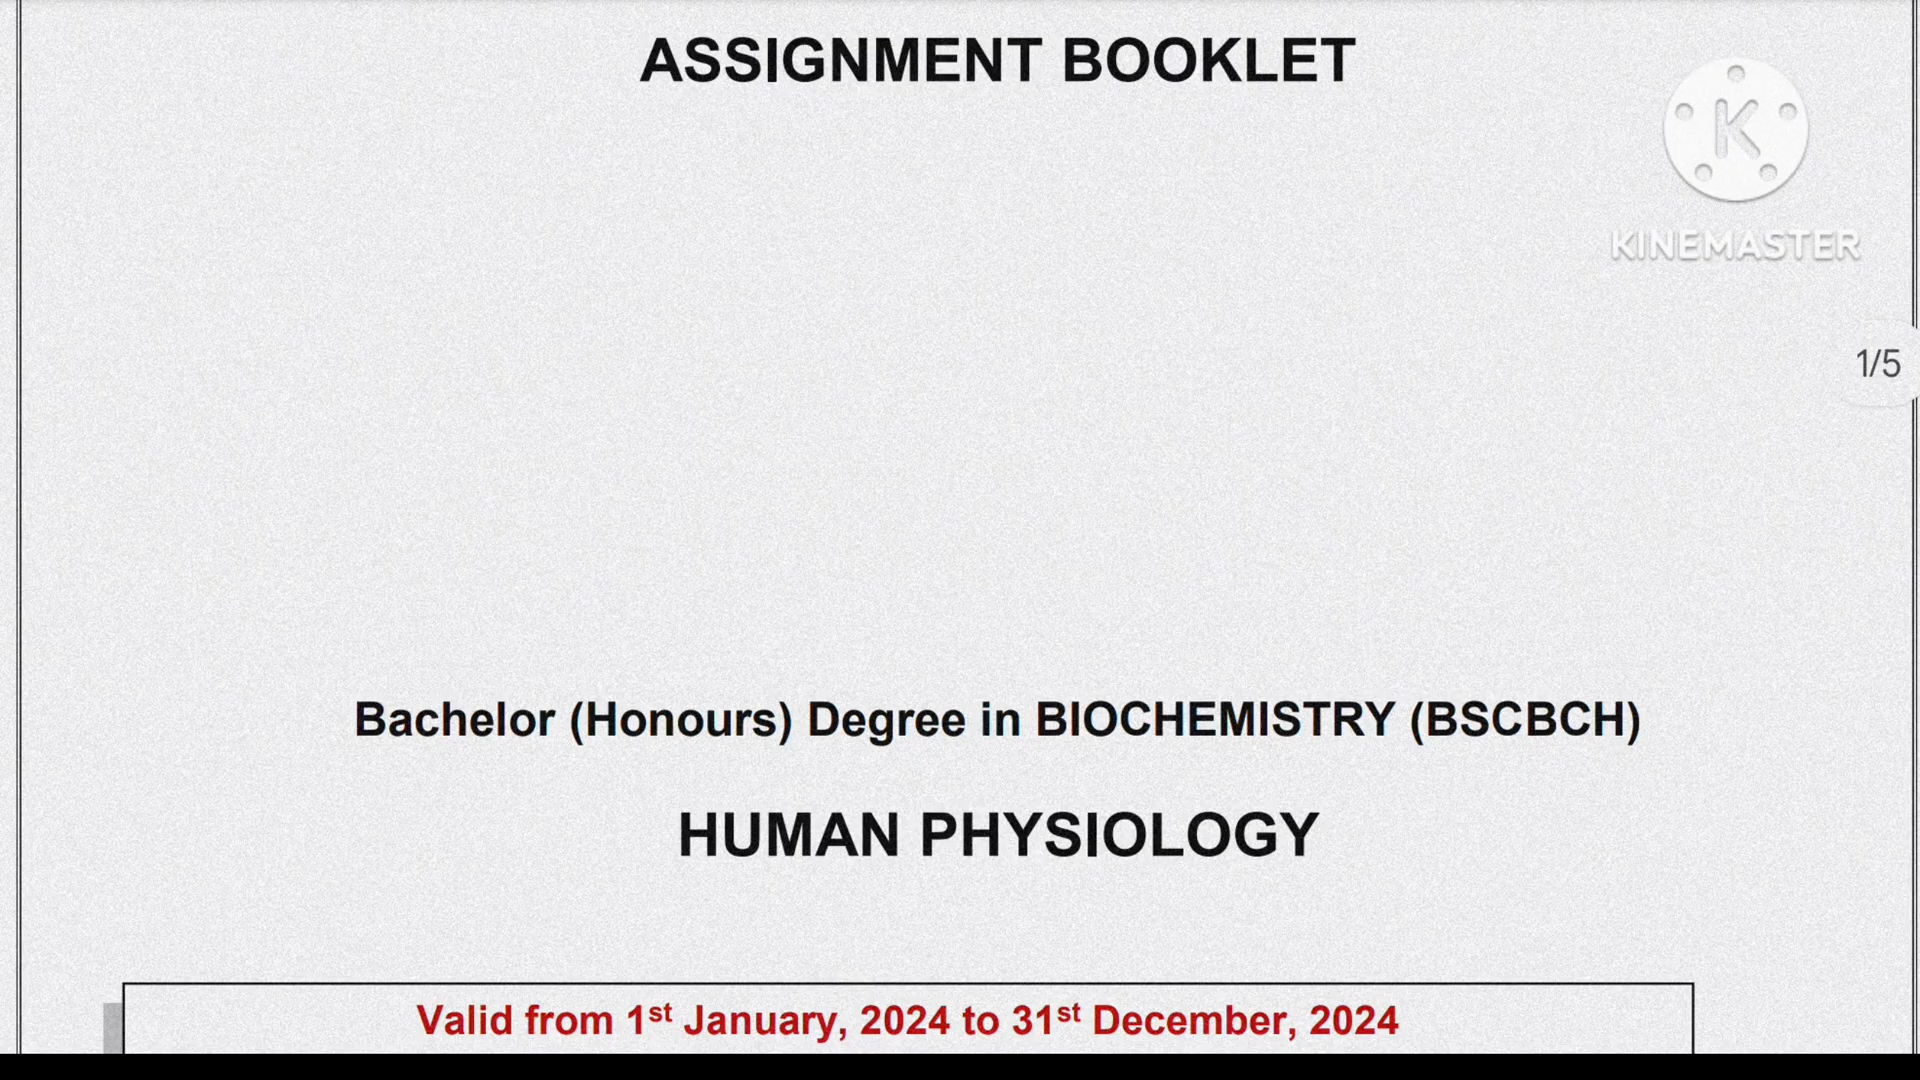 ASSIGNMENT BOOKLET
K
KINEMASTER
1/5
Bachelor (Honours) Degree in BIOCHEMISTRY (BSCBCH)
HUMAN PHYSIOLOGY
Valid from 1st January, 2024 to 31st December, 2024